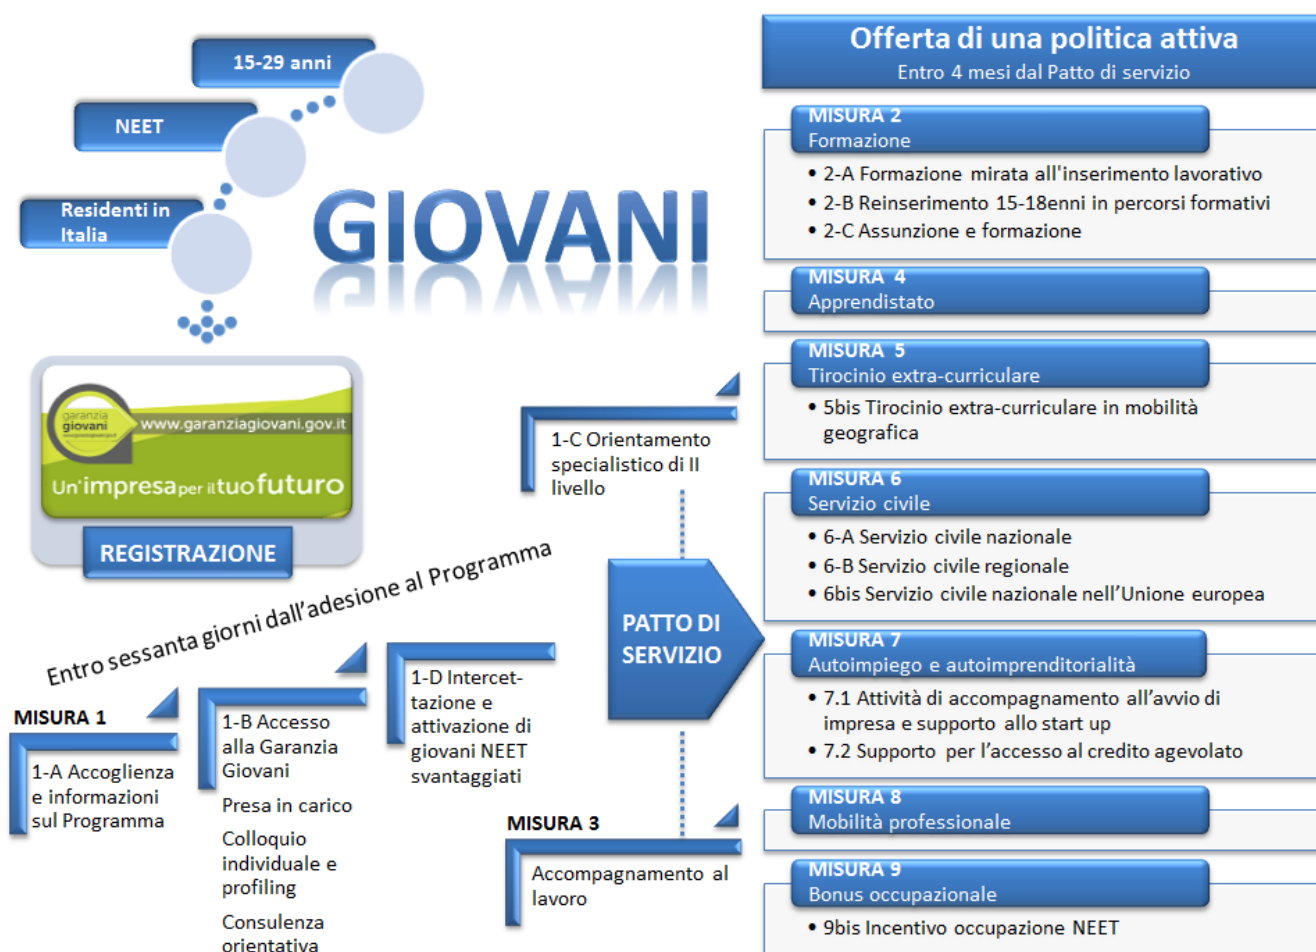 15-29 anni
NEET
Residenti in
Italia
GIOVANI
garanzia
giovani
www.garanziagiovani.gov.it
Un'impresa per il tuo futuro
REGISTRAZIONE
Entro sessanta giorni dall'adesione al Programma
MISURA 1
1-A Accoglienza
e informazioni
sul Programma
1-B Accesso
alla Garanzia
Giovani
Presa in carico
Colloquio
individuale e
profiling
Consulenza
orientativa
1-D Intercet-
tazione e
attivazione di
giovani NEET
svantaggiati
1-C Orientamento
specialistico di II
livello
PATTO DI
SERVIZIO
MISURA 3
Accompagnamento al
lavoro
Offerta di una politica attiva
Entro 4 mesi dal Patto di servizio
MISURA 2
Formazione
• 2-A Formazione mirata all'inserimento lavorativo
• 2-B Reinserimento 15-18enni in percorsi formativi
• 2-C Assunzione e formazione
MISURA 4
Apprendistato
MISURA 5
Tirocinio extra-curriculare
• 5bis Tirocinio extra-curriculare in mobilità
geografica
MISURA 6
Servizio civile
• 6-A Servizio civile nazionale
• 6-B Servizio civile regionale
• 6bis Servizio civile nazionale nell'Unione europea
MISURA 7
Autoimpiego e autoimprenditorialità
• 7.1 Attività di accompagnamento all'avvio di
impresa e supporto allo start up
• 7.2 Supporto per l'accesso al credito agevolato
MISURA 8
Mobilità professionale
MISURA 9
Bonus occupazionale
• 9bis Incentivo occupazione NEET